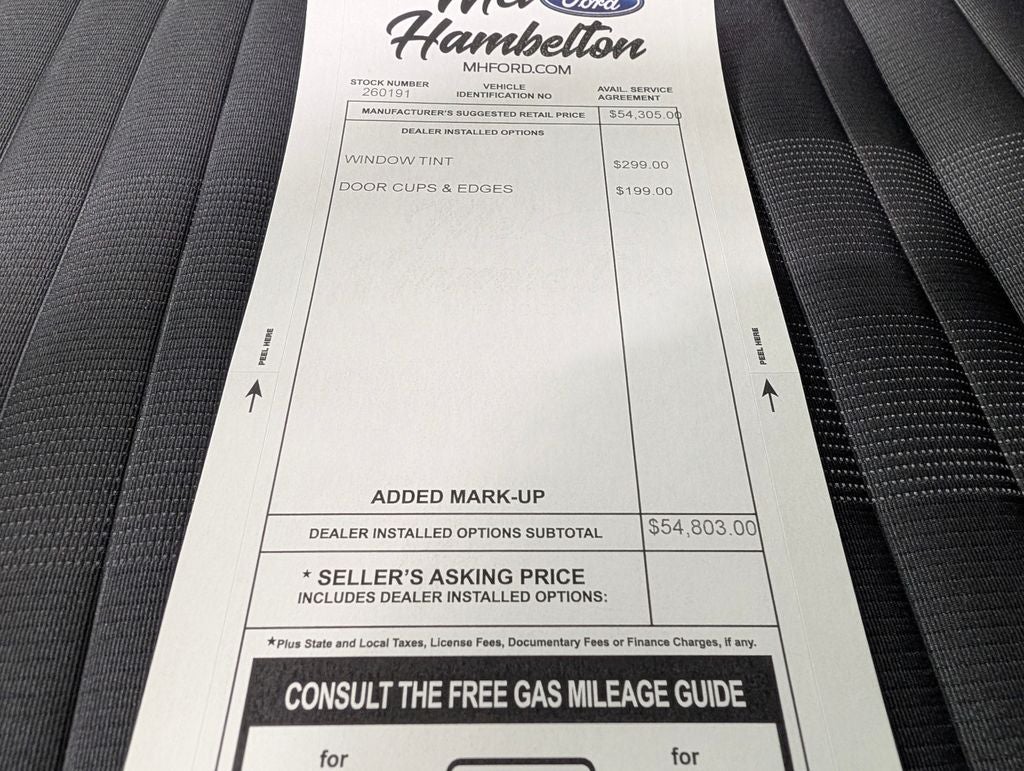 Mel
Ford
Hambelton
MHFORD.COM
STOCK NUMBER
260191
VEHICLE
IDENTIFICATION NO
AVAIL. SERVICE
AGREEMENT
MANUFACTURER'S SUGGESTED RETAIL PRICE $54,305.00
DEALER INSTALLED OPTIONS
WINDOW TINT $299.00
DOOR CUPS & EDGES $199.00
PEEL HERE
PEEL HERE
ADDED MARK-UP
DEALER INSTALLED OPTIONS SUBTOTAL $54,803.00
* SELLER'S ASKING PRICE
INCLUDES DEALER INSTALLED OPTIONS:
*Plus State and Local Taxes, License Fees, Documentary Fees or Finance Charges, if any.
CONSULT THE FREE GAS MILEAGE GUIDE
for
for